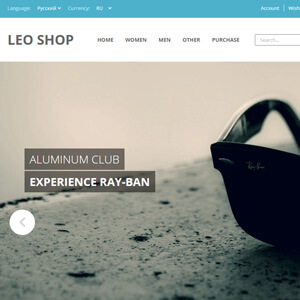 Language: Русский Currency: RU Account Wish
LEO SHOP HOME WOMEN MEN OTHER PURCHASE Search...
ALUMINUM CLUB
EXPERIENCE RAY-BAN
Ray-Ban